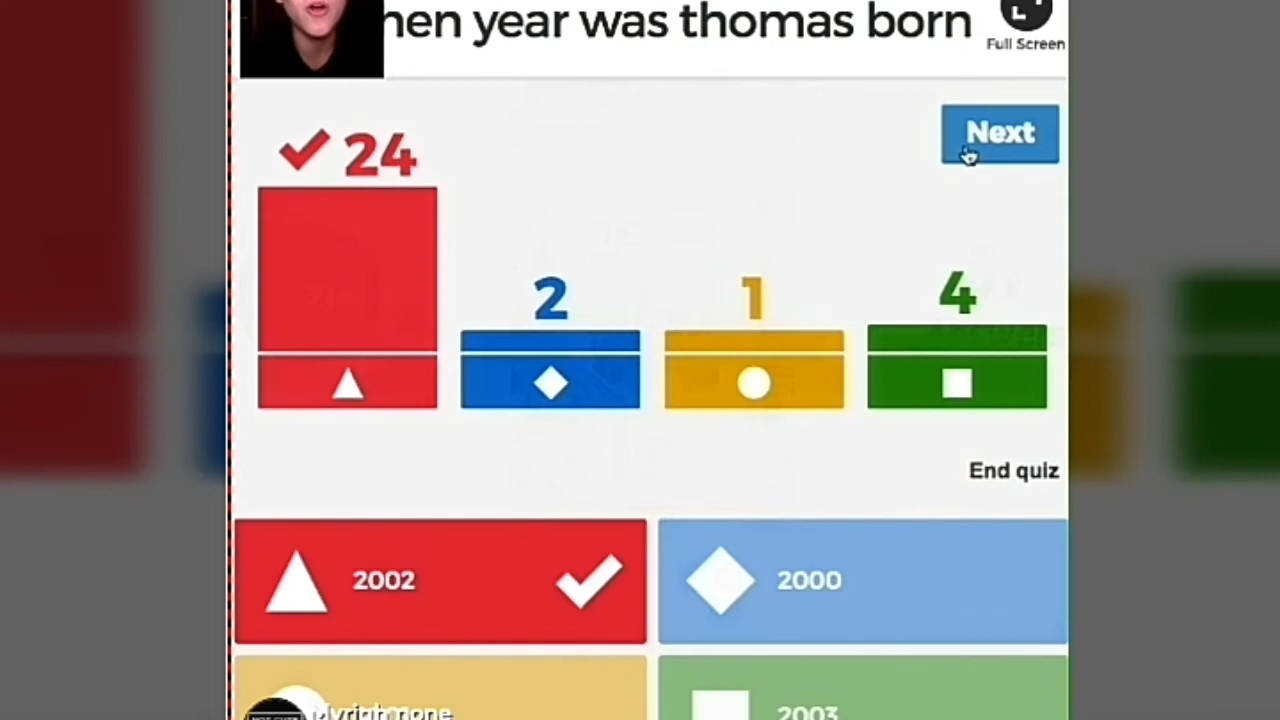 hen year was thomas born
Full Screen
Next
24
2
1
4
End quiz
2002
2000
2003